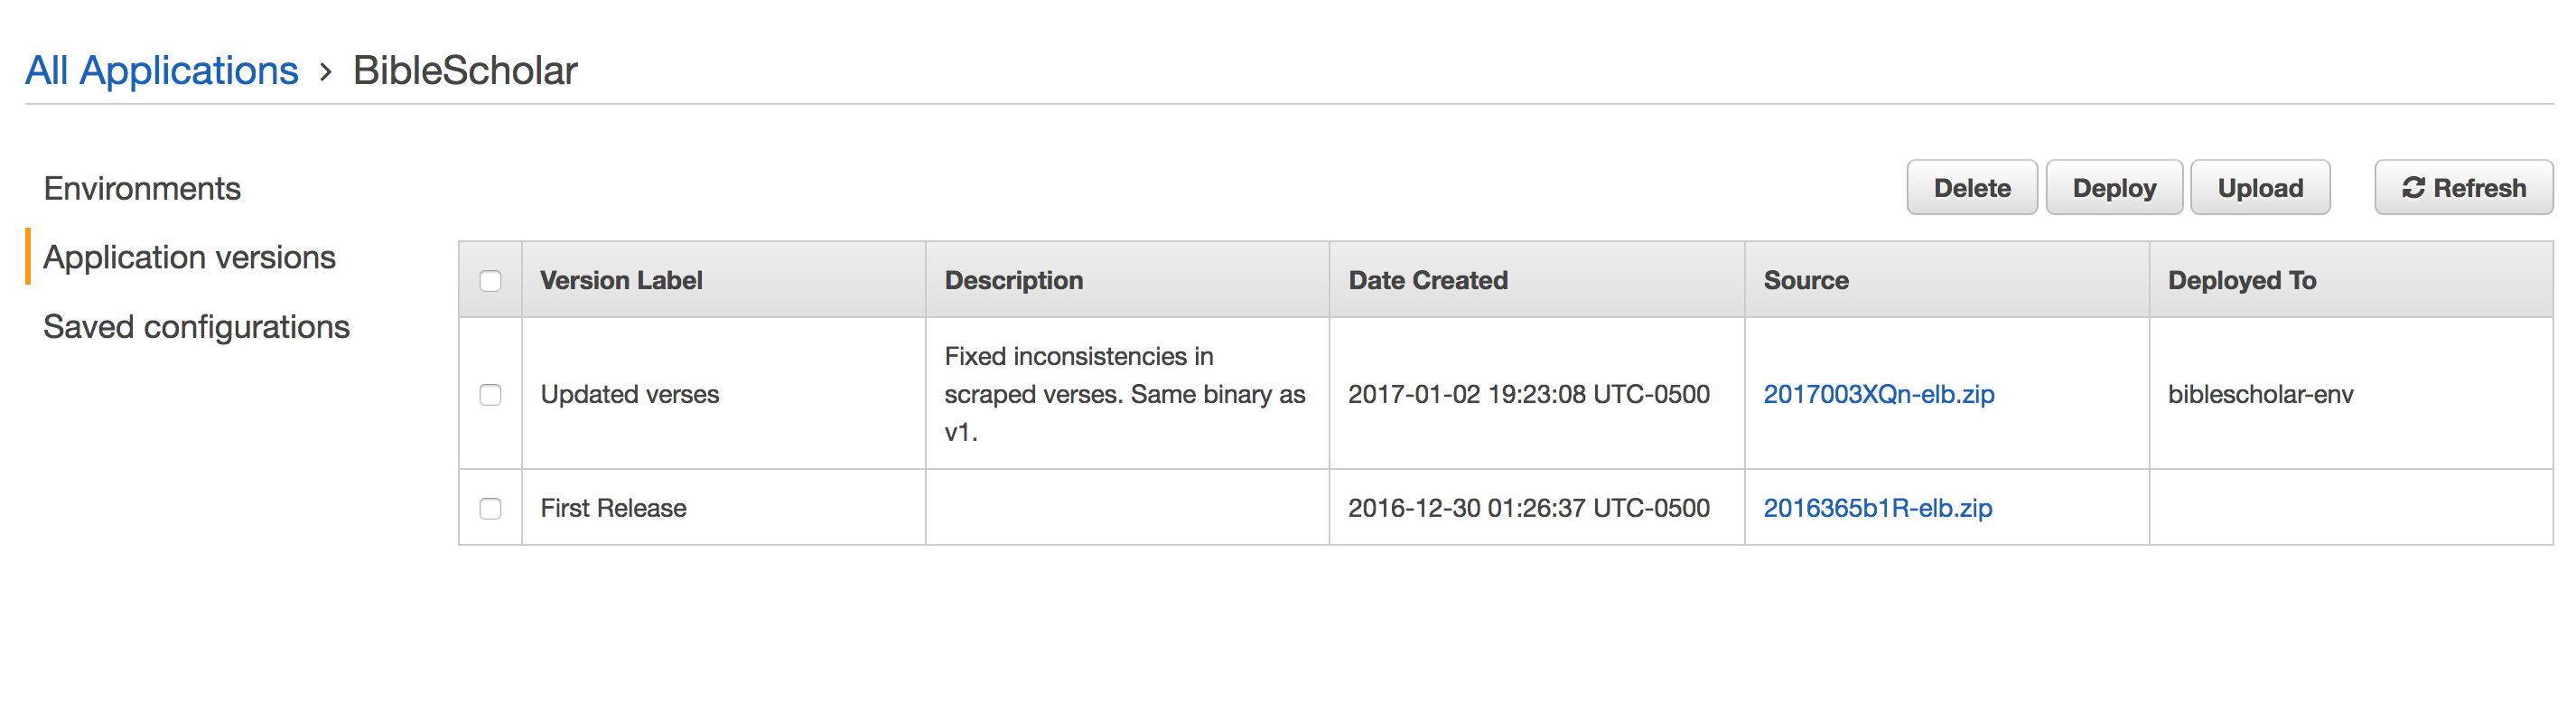 All Applications > BibleScholar
Environments
Application versions
Saved configurations
Delete Deploy Upload Refresh
Version Label Description Date Created Source Deployed To
Updated verses
Fixed inconsistencies in
scraped verses. Same binary as
v1.
2017-01-02 19:23:08 UTC-0500
2017003XQn-elb.zip
biblescholar-env
First Release
2016-12-30 01:26:37 UTC-0500
2016365b1R-elb.zip